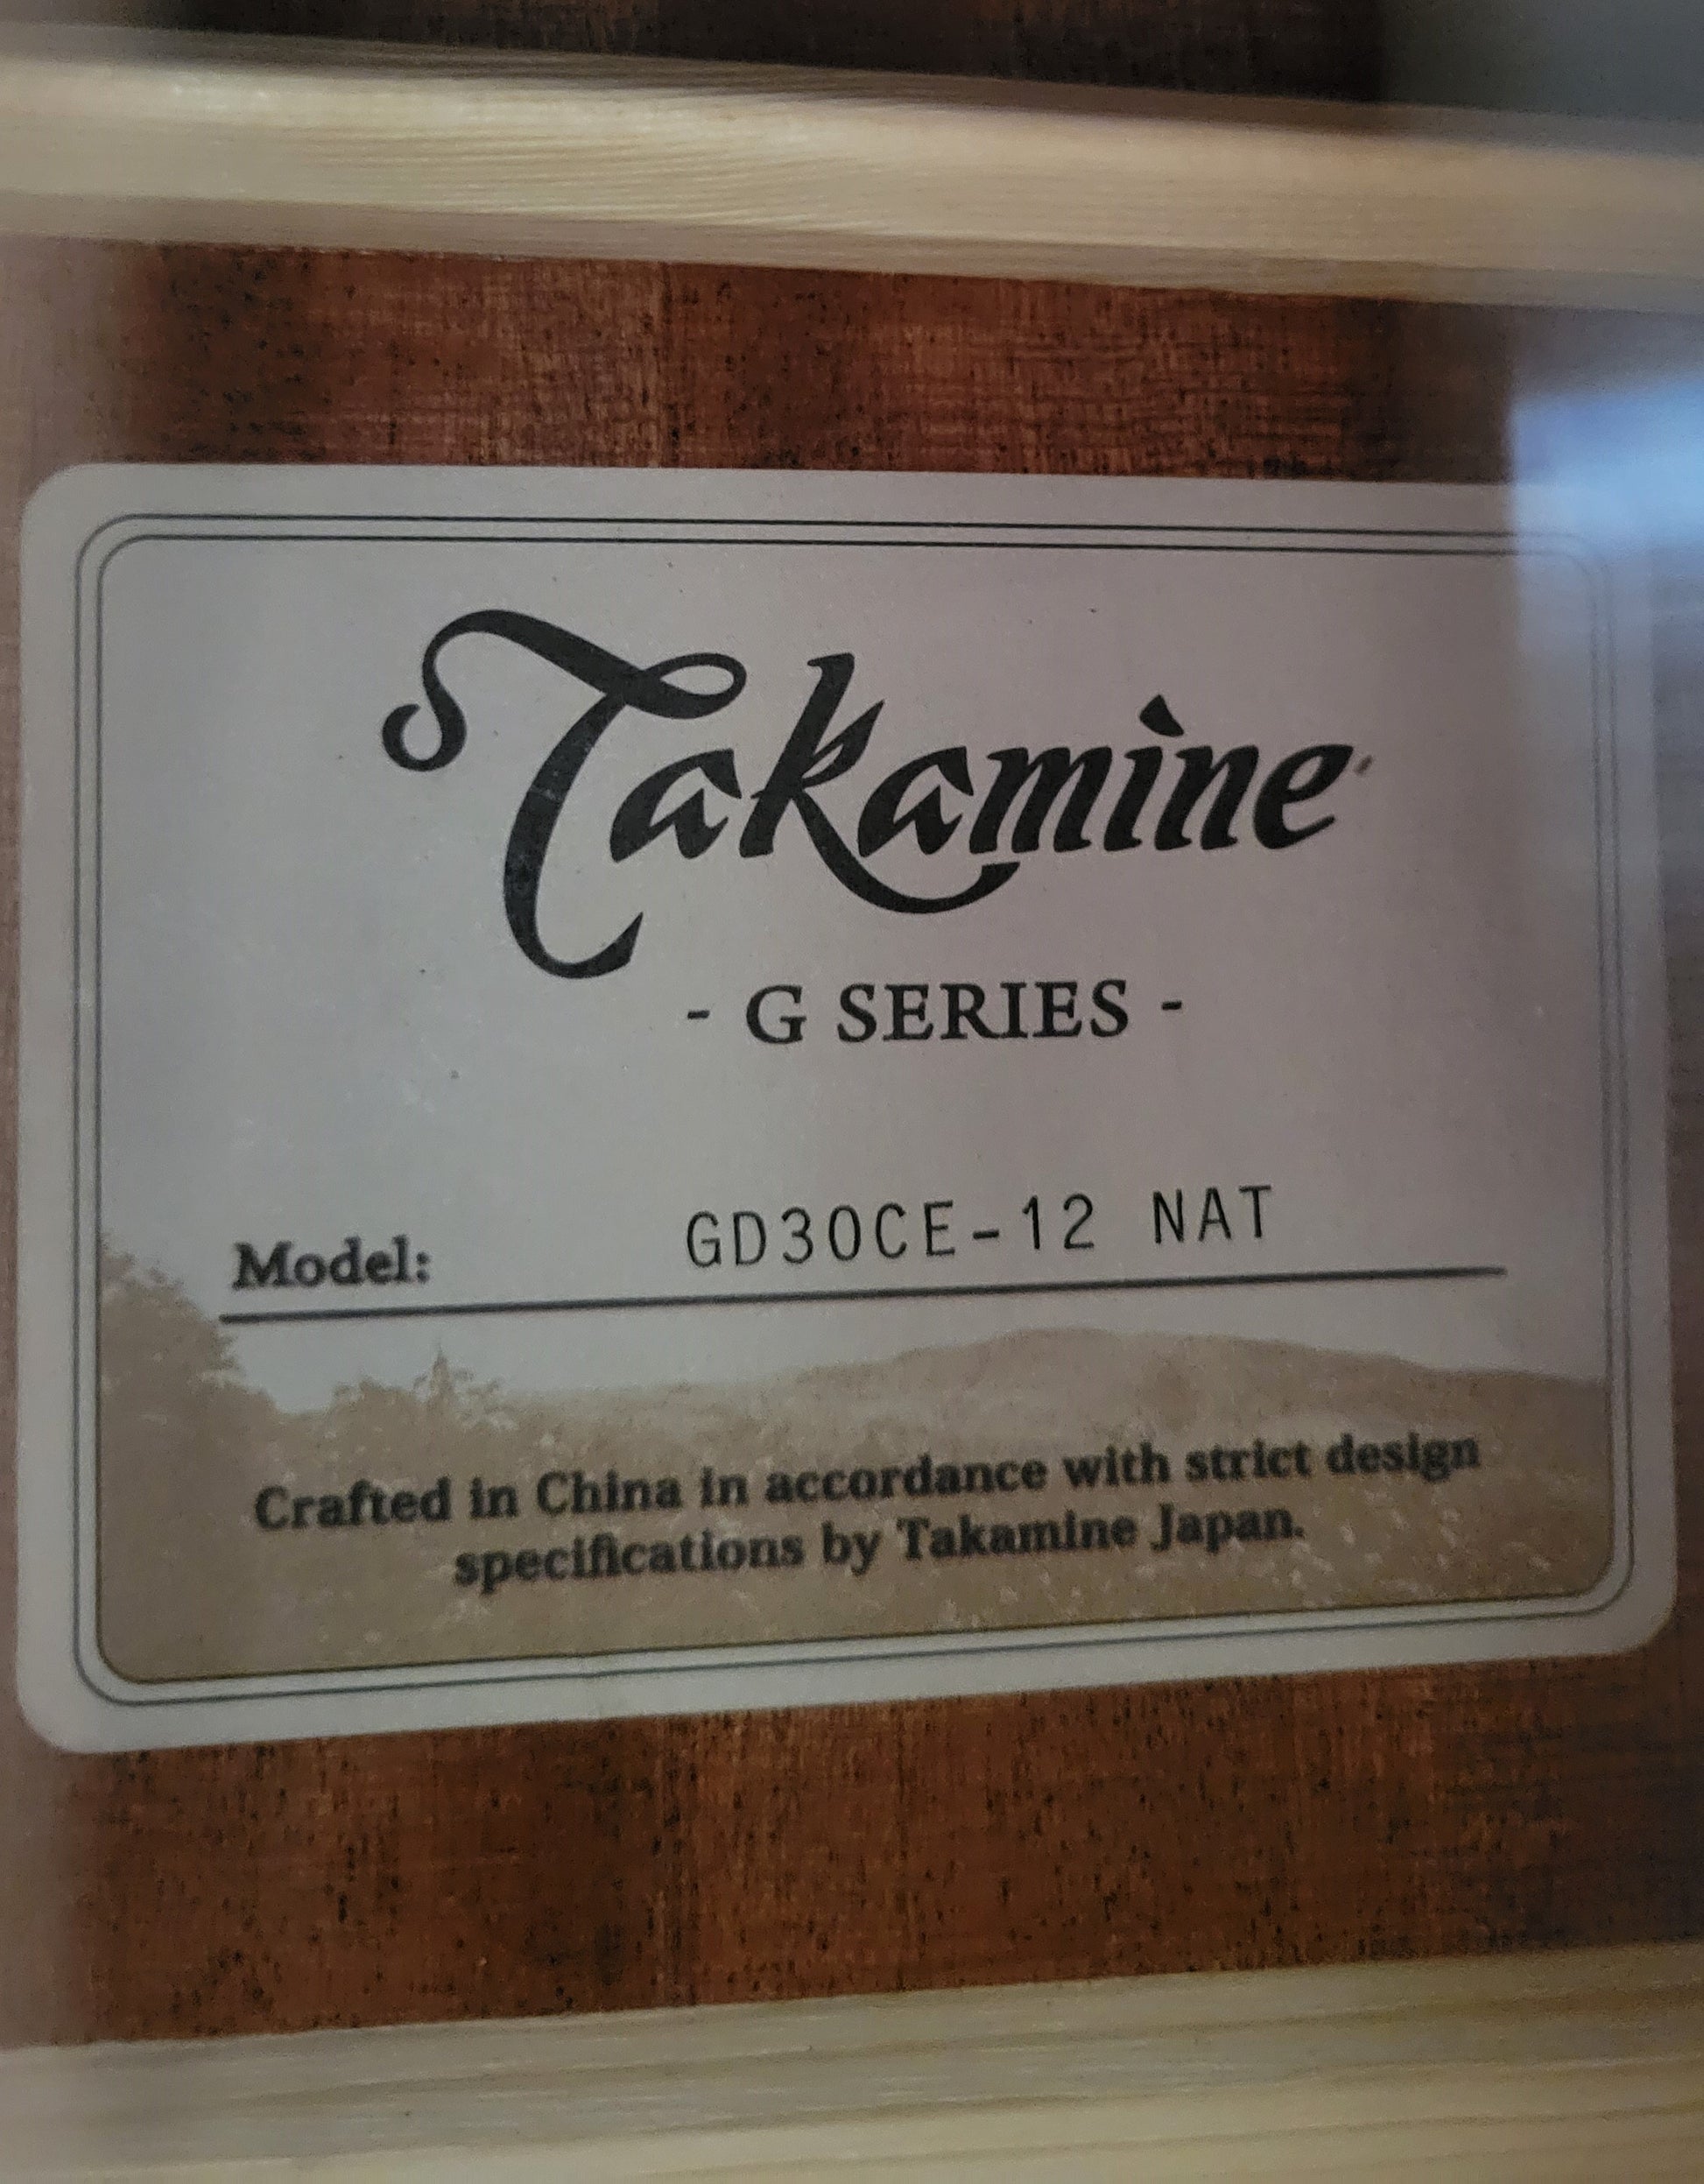 Takamine
- G SERIES -
Model: GD30CE-12 NAT
Crafted in China in accordance with strict design
specifications by Takamine Japan.